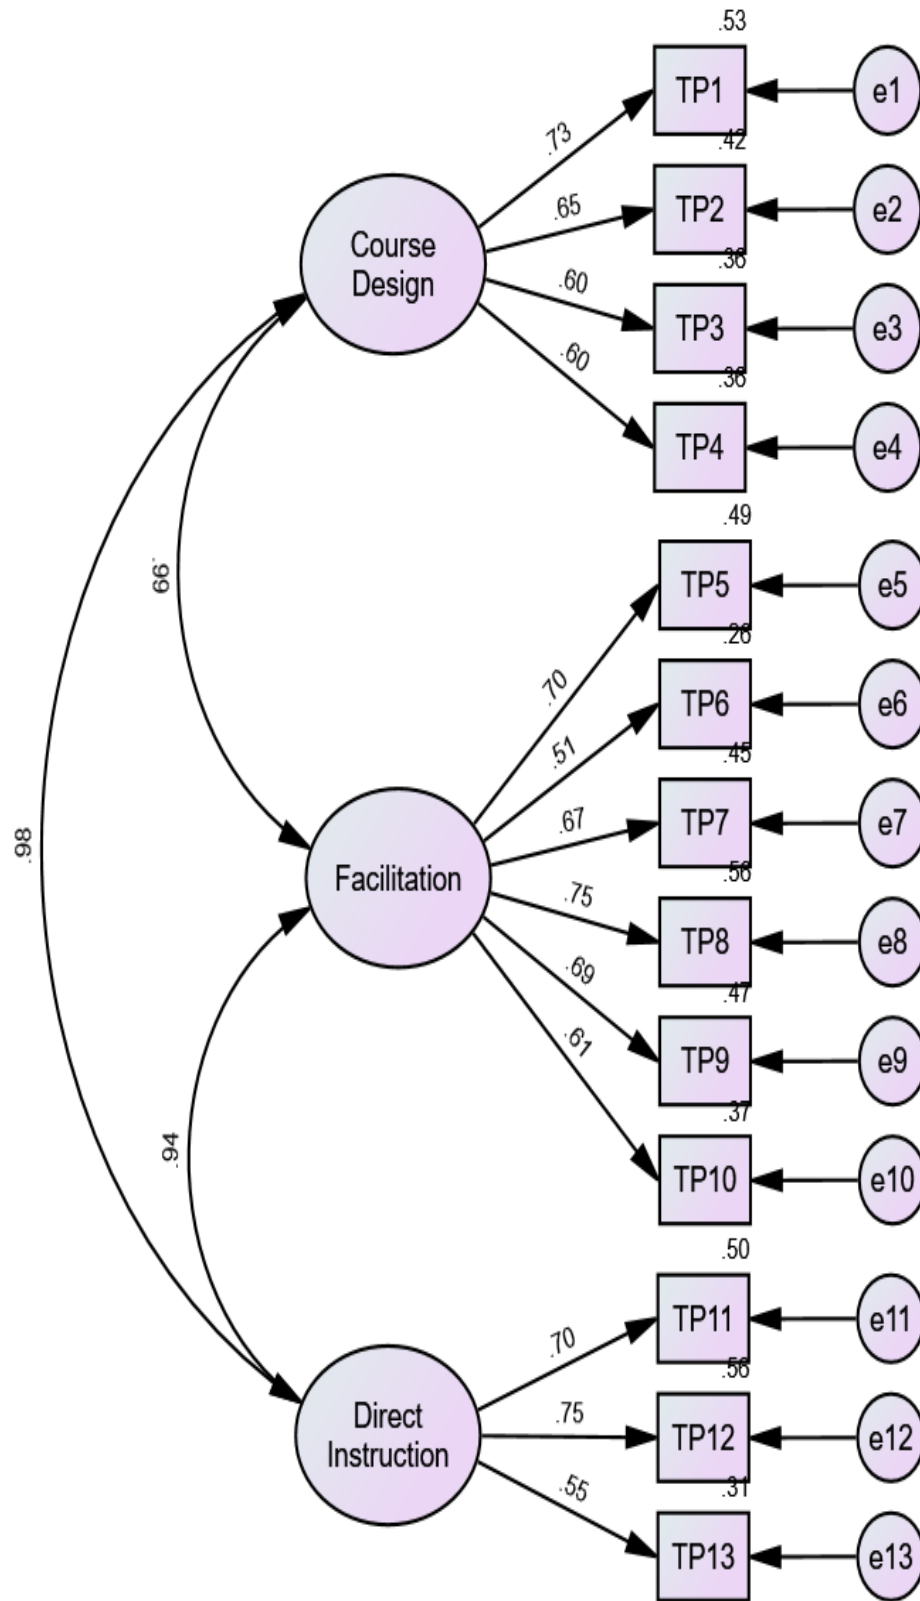 .53
TP1
e1
.73
.42
TP2
e2
.65
Course
Design
.36
TP3
e3
.60
.36
TP4
e4
.60
.49
TP5
e5
.99
.70
.26
TP6
e6
.51
.45
TP7
e7
.67
.98
Facilitation
.56
TP8
e8
.75
.47
TP9
e9
.69
.37
TP10
e10
.61
.94
.50
TP11
e11
.70
.56
TP12
e12
.75
Direct
Instruction
.31
TP13
e13
.55